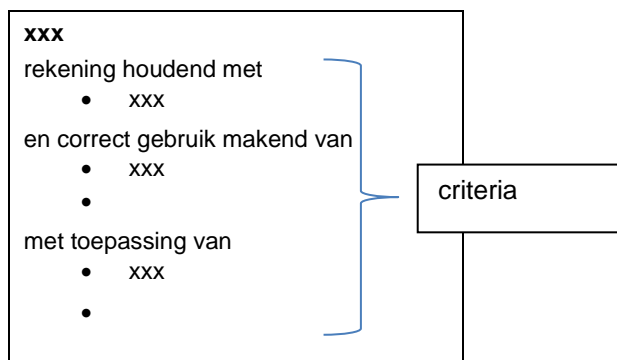 xxx
rekening houdend met
• xxx
en correct gebruik makend van
• xxx
•
met toepassing van
• xxx
•
criteria